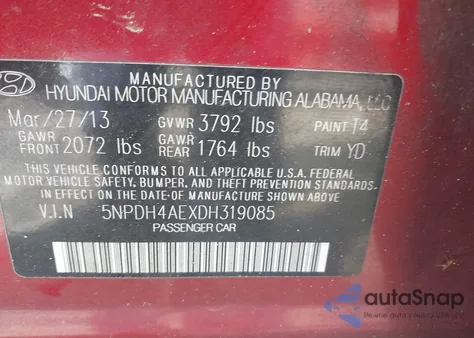 MANUFACTURED BY
HYUNDAI MOTOR MANUFACTURING ALABAMA, LLC
Mar/27/13 GVWR 3792 lbs PAINT T4
GAWR FRONT 2072 lbs GAWR REAR 1764 lbs TRIM YD
THIS VEHICLE CONFORMS TO ALL APPLICABLE U.S.A. FEDERAL
MOTOR VEHICLE SAFETY, BUMPER, AND THEFT PREVENTION STANDARDS
IN EFFECT ON THE DATE OF MANUFACTURE SHOWN ABOVE.
V.I.N 5NPDH4AEXDH319085
PASSENGER CAR
autoSnap